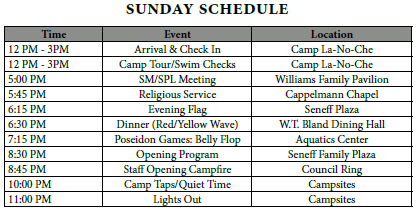 SUNDAY SCHEDULE
Time Event Location
12 PM - 3PM Arrival & Check In Camp La-No-Che
12 PM - 3PM Camp Tour/Swim Checks Camp La-No-Che
5:00 PM SM/SPL Meeting Williams Family Pavilion
5:45 PM Religious Service Cappelmann Chapel
6:15 PM Evening Flag Seneff Plaza
6:30 PM Dinner (Red/Yellow Wave) W.T. Bland Dining Hall
7:15 PM Poseidon Games: Belly Flop Aquatics Center
8:30 PM Opening Program Seneff Family Plaza
8:45 PM Staff Opening Campfire Council Ring
10:00 PM Camp Taps/Quiet Time Campsites
11:00 PM Lights Out Campsites